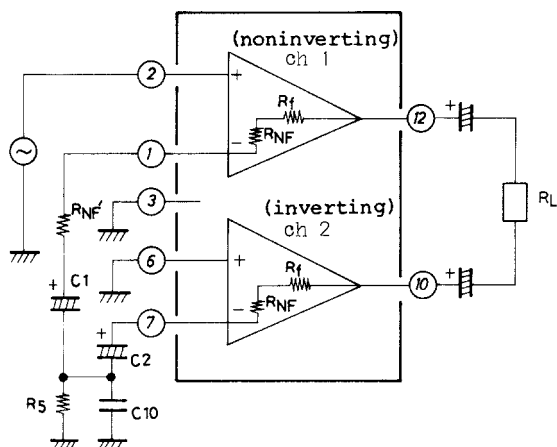 (noninverting)
ch 1
2
+
Rf
12
+
−
RNF
1
3
RNF'
RL
(inverting)
ch 2
6
+
Rf
10
+
−
RNF
7
+
C1
+
C2
R5
C10